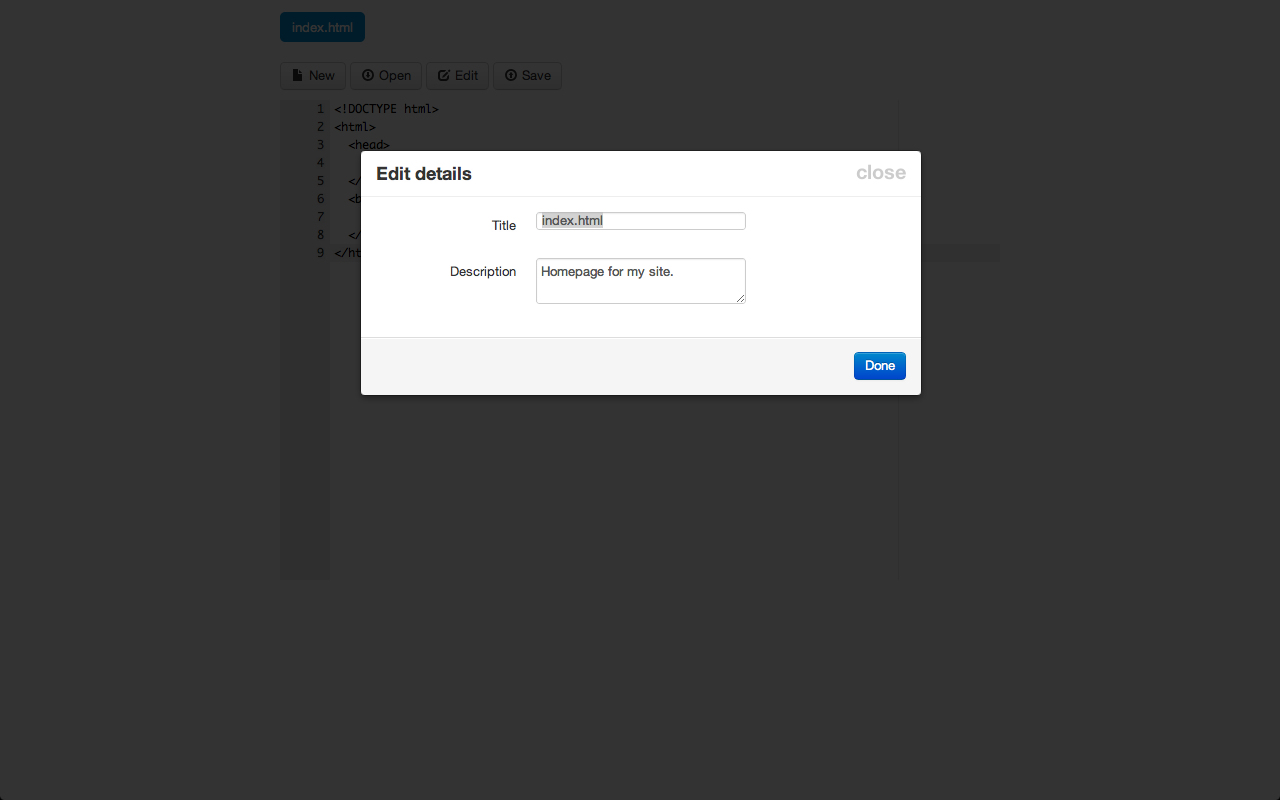 index.html
New Open Edit Save
1 <!DOCTYPE html>
2 <html>
3 <head>
4
5 </
6 <b
7
8 </
9 </ht
Edit details
close
Title
index.html
Description
Homepage for my site.
Done